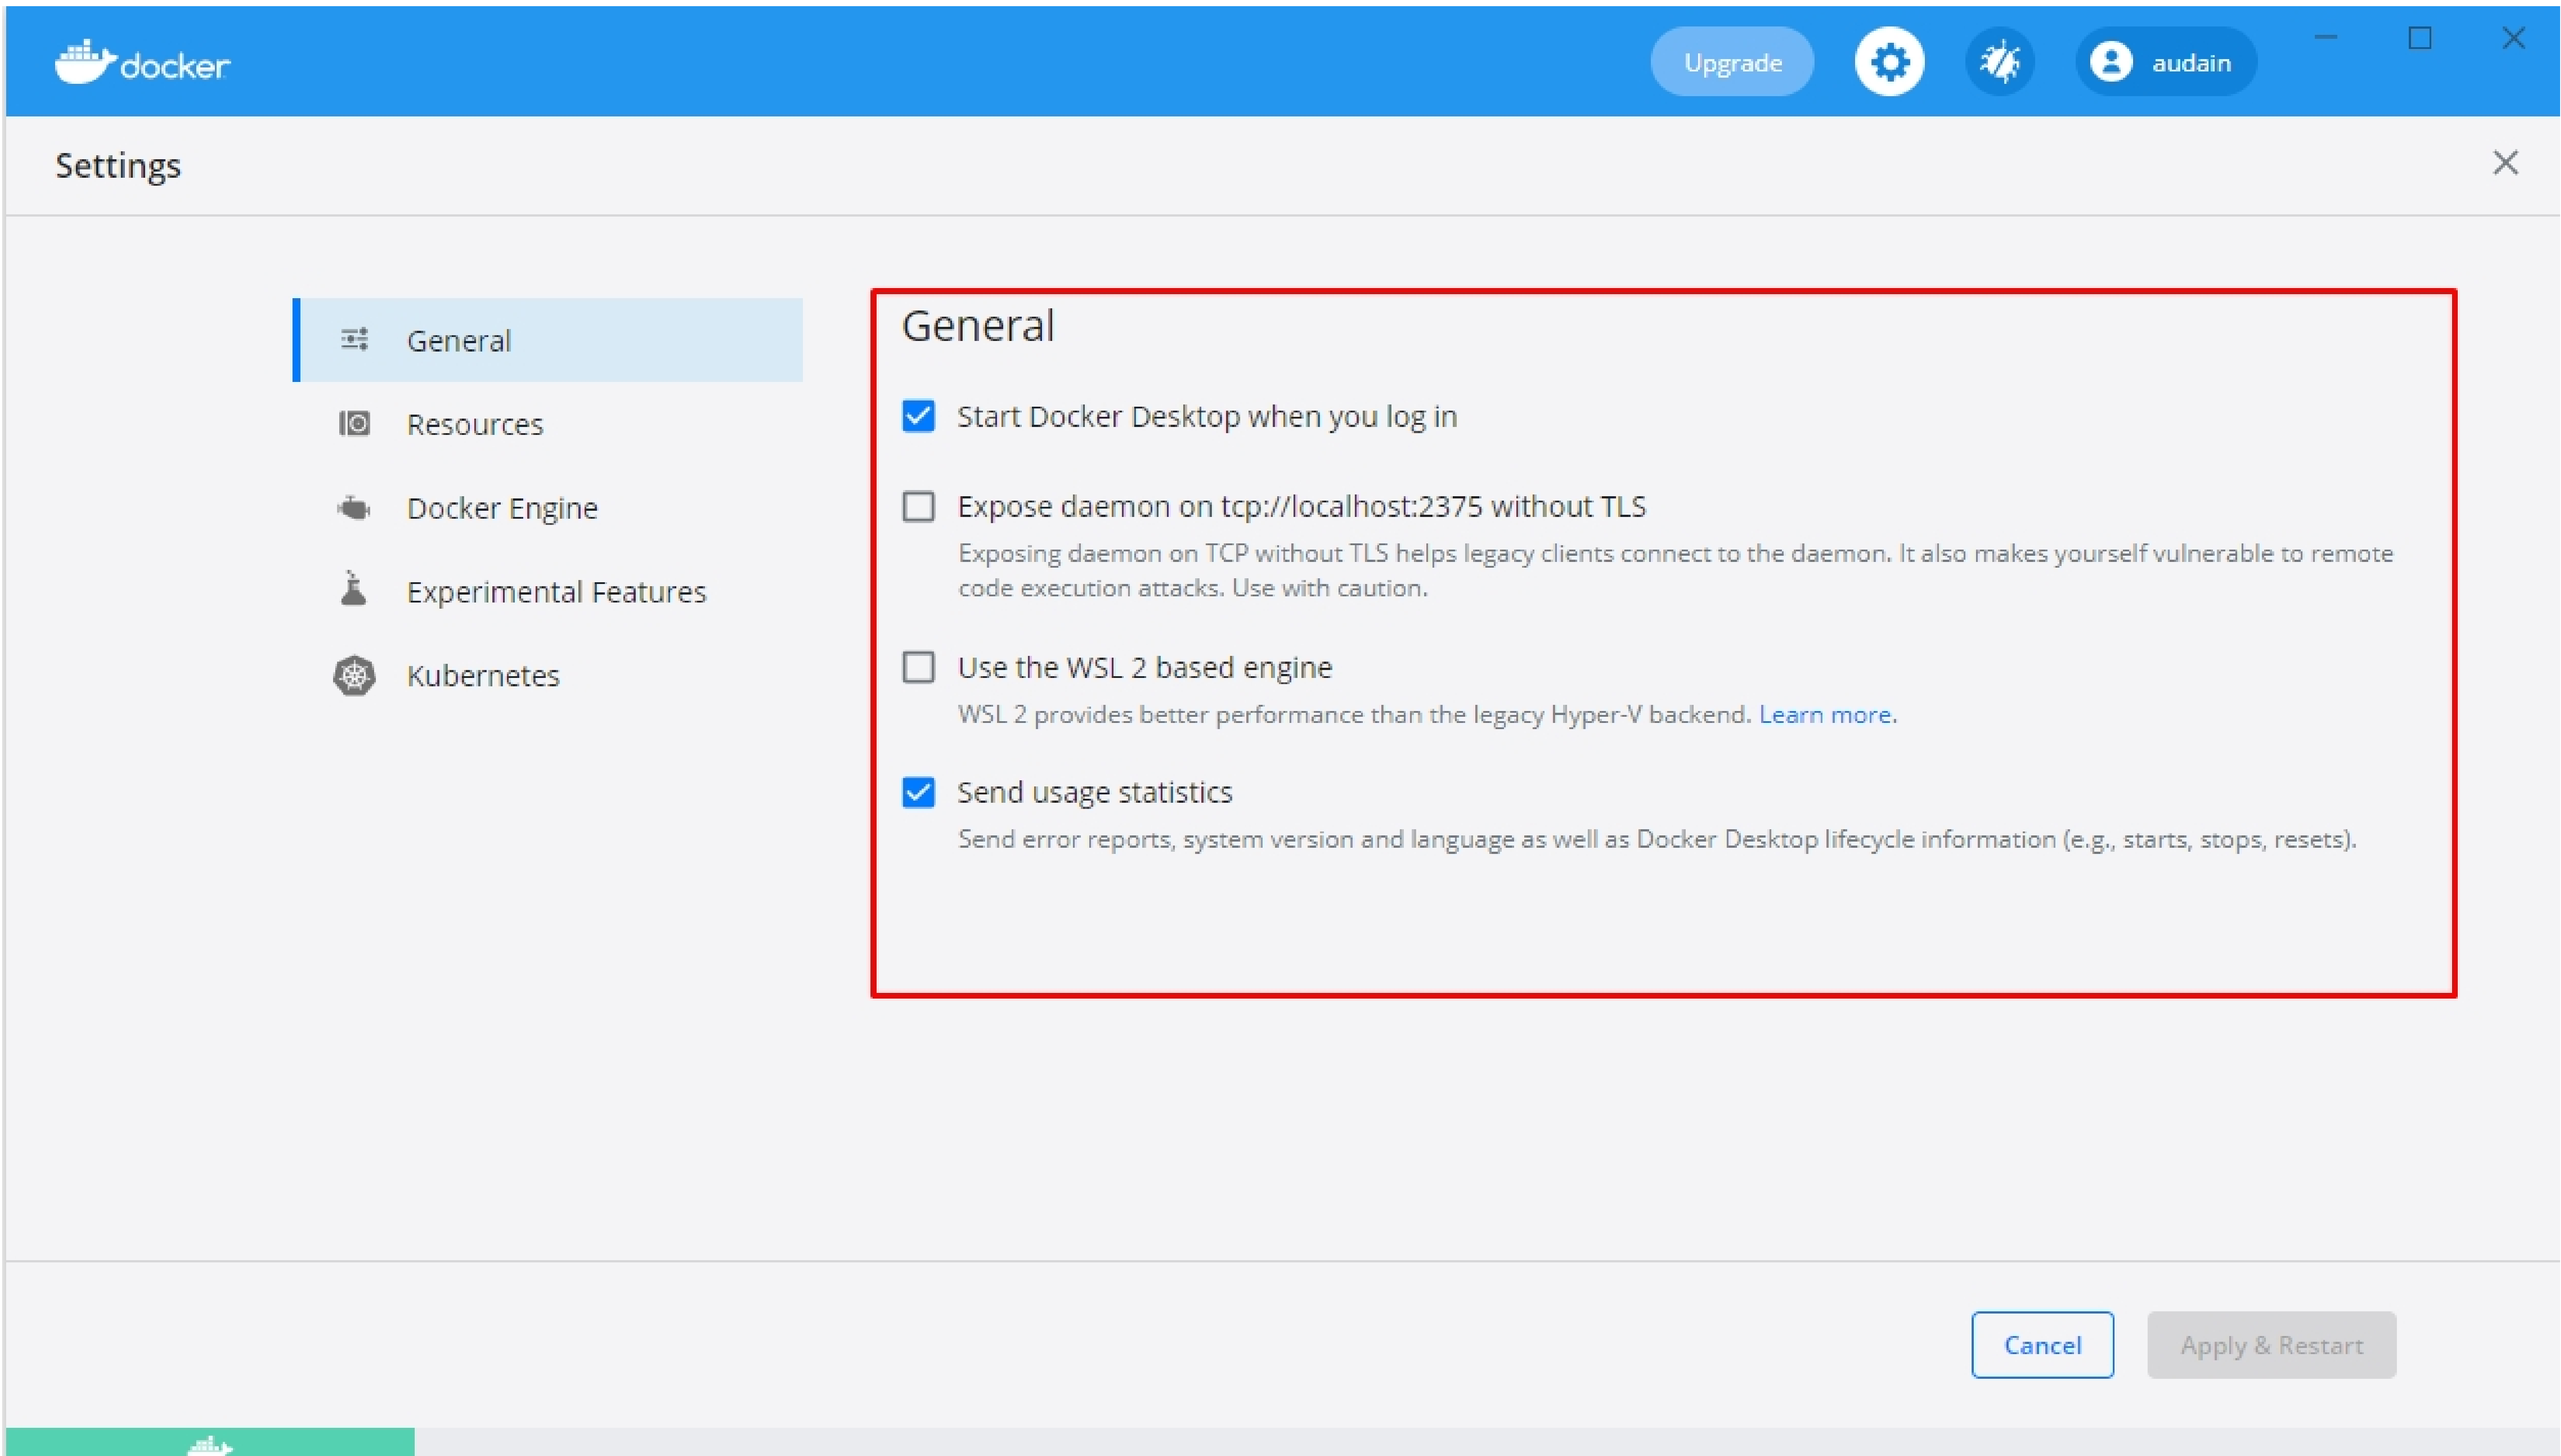 docker
Upgrade
audain
Settings
General
Resources
Docker Engine
Experimental Features
Kubernetes
General
Start Docker Desktop when you log in
Expose daemon on tcp://localhost:2375 without TLS
Exposing daemon on TCP without TLS helps legacy clients connect to the daemon. It also makes yourself vulnerable to remote
code execution attacks. Use with caution.
Use the WSL 2 based engine
WSL 2 provides better performance than the legacy Hyper-V backend. Learn more.
Send usage statistics
Send error reports, system version and language as well as Docker Desktop lifecycle information (e.g., starts, stops, resets).
Cancel
Apply & Restart